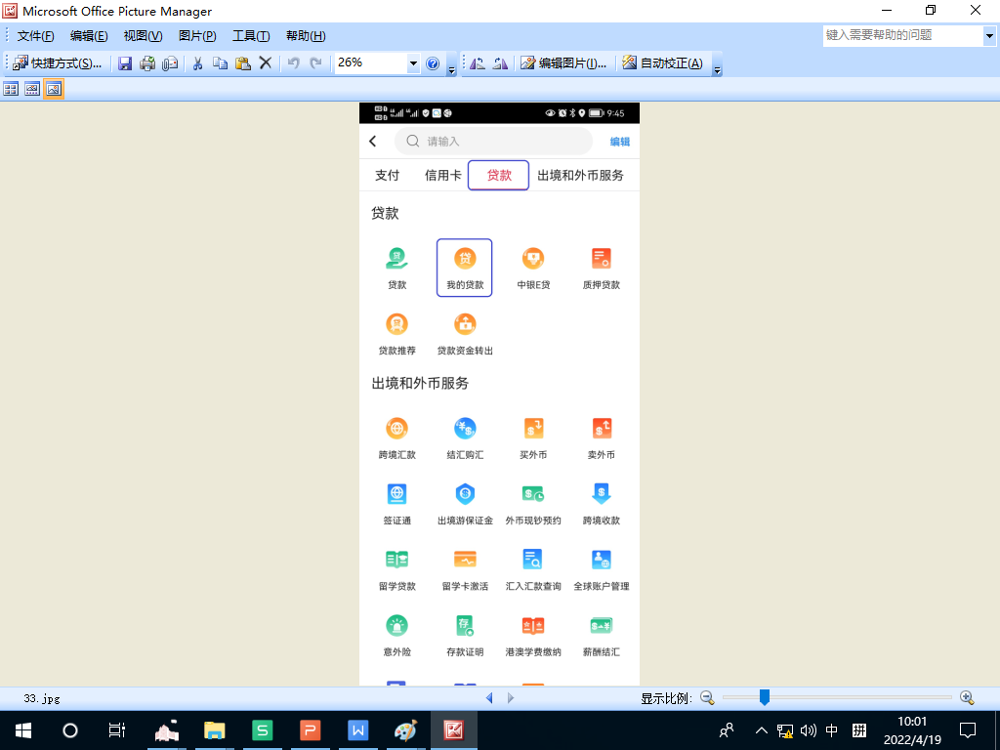 Microsoft Office Picture Manager
文件(F) 编辑(E) 视图(V) 图片(P) 工具(T) 帮助(H) 键入需要帮助的问题
快捷方式(S)... 26% 编辑图片(I)... 自动校正(A)
9:45
请输入 编辑
支付 信用卡 贷款 出境和外币服务
贷款
贷款 我的贷款 中银E贷 质押贷款
贷款推荐 贷款资金转出
出境和外币服务
跨境汇款 结汇购汇 买外币 卖外币
签证通 出境游保证金 外币现钞预约 跨境收款
留学贷款 留学卡激活 汇入汇款查询 全球账户管理
意外险 存款证明 港澳学费缴纳 薪酬结汇
33.jpg 显示比例:
中 拼 10:01
2022/4/19